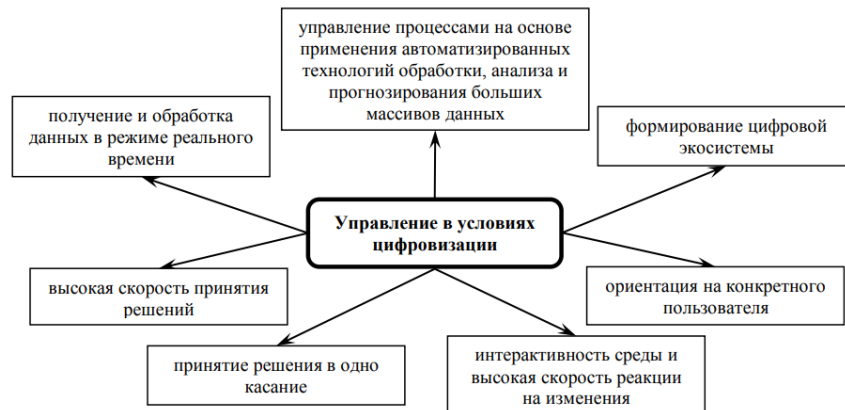 управление процессами на основе
применения автоматизированных
технологий обработки, анализа и
прогнозирования больших
массивов данных
получение и обработка
данных в режиме реального
времени
формирование цифровой
экосистемы
Управление в условиях
цифровизации
высокая скорость принятия
решений
ориентация на конкретного
пользователя
принятие решения в одно
касание
интерактивность среды и
высокая скорость реакции
на изменения